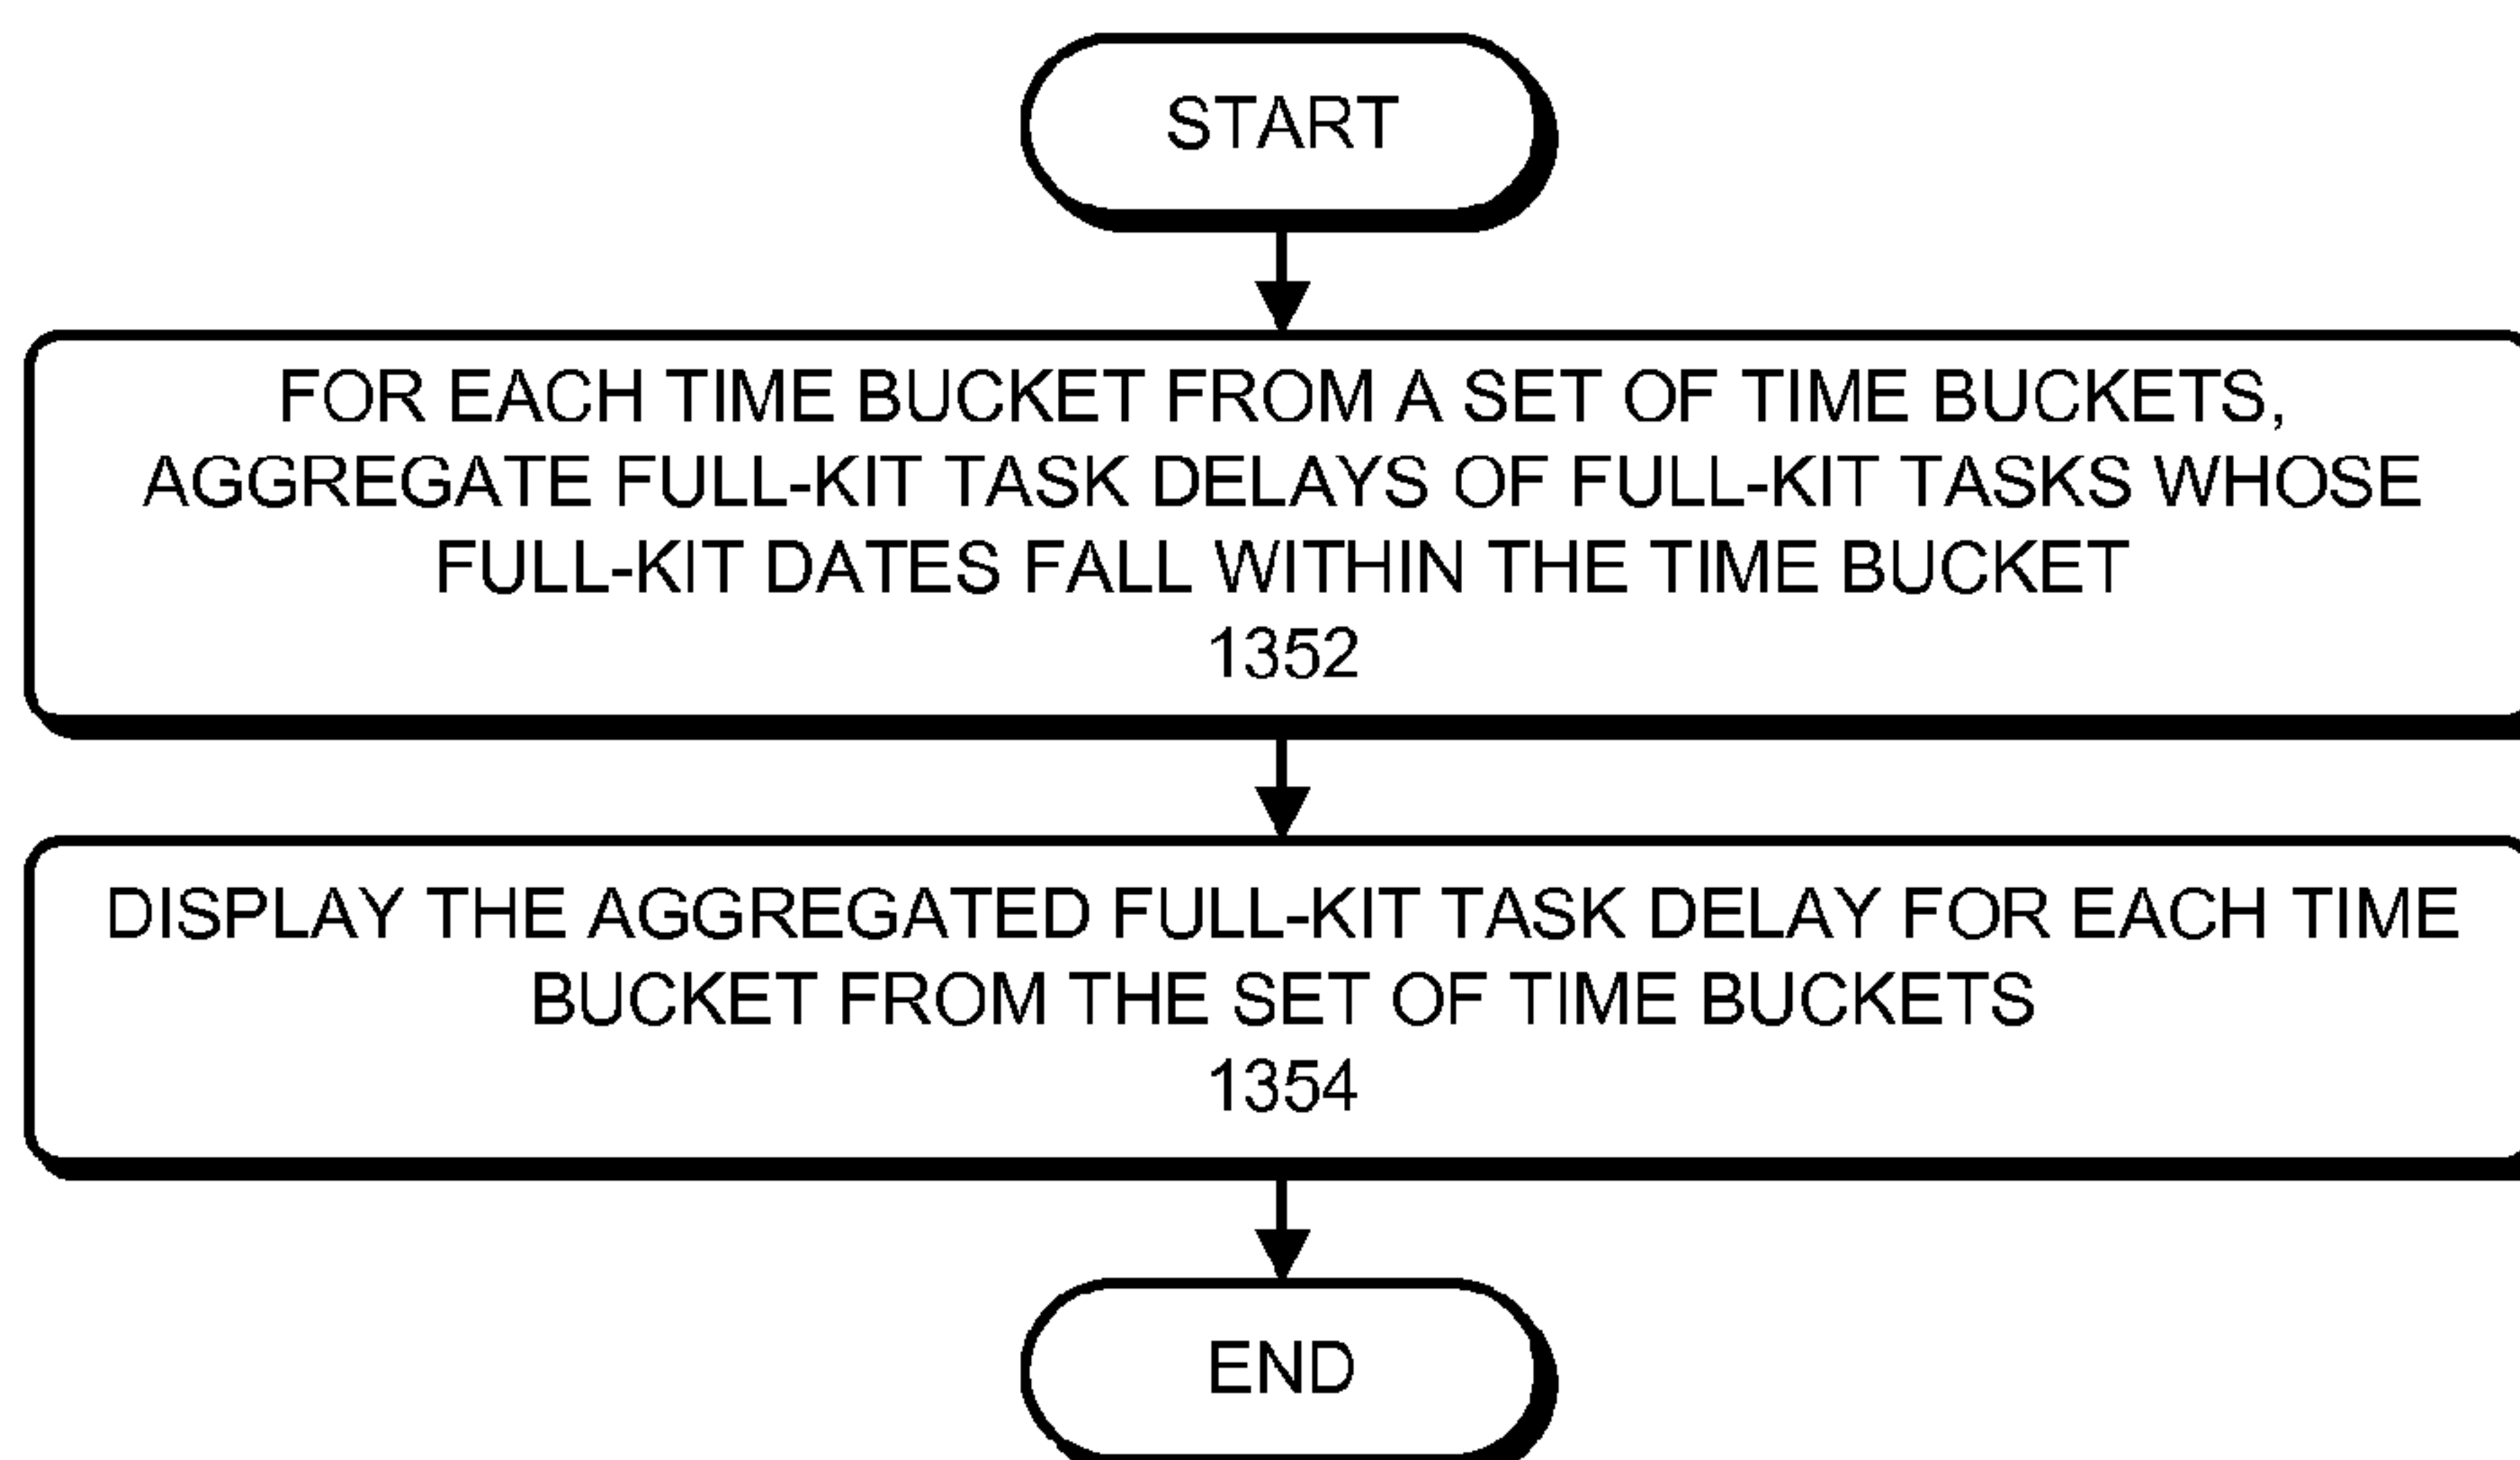 START
FOR EACH TIME BUCKET FROM A SET OF TIME BUCKETS,
AGGREGATE FULL-KIT TASK DELAYS OF FULL-KIT TASKS WHOSE
FULL-KIT DATES FALL WITHIN THE TIME BUCKET
1352
DISPLAY THE AGGREGATED FULL-KIT TASK DELAY FOR EACH TIME
BUCKET FROM THE SET OF TIME BUCKETS
1354
END